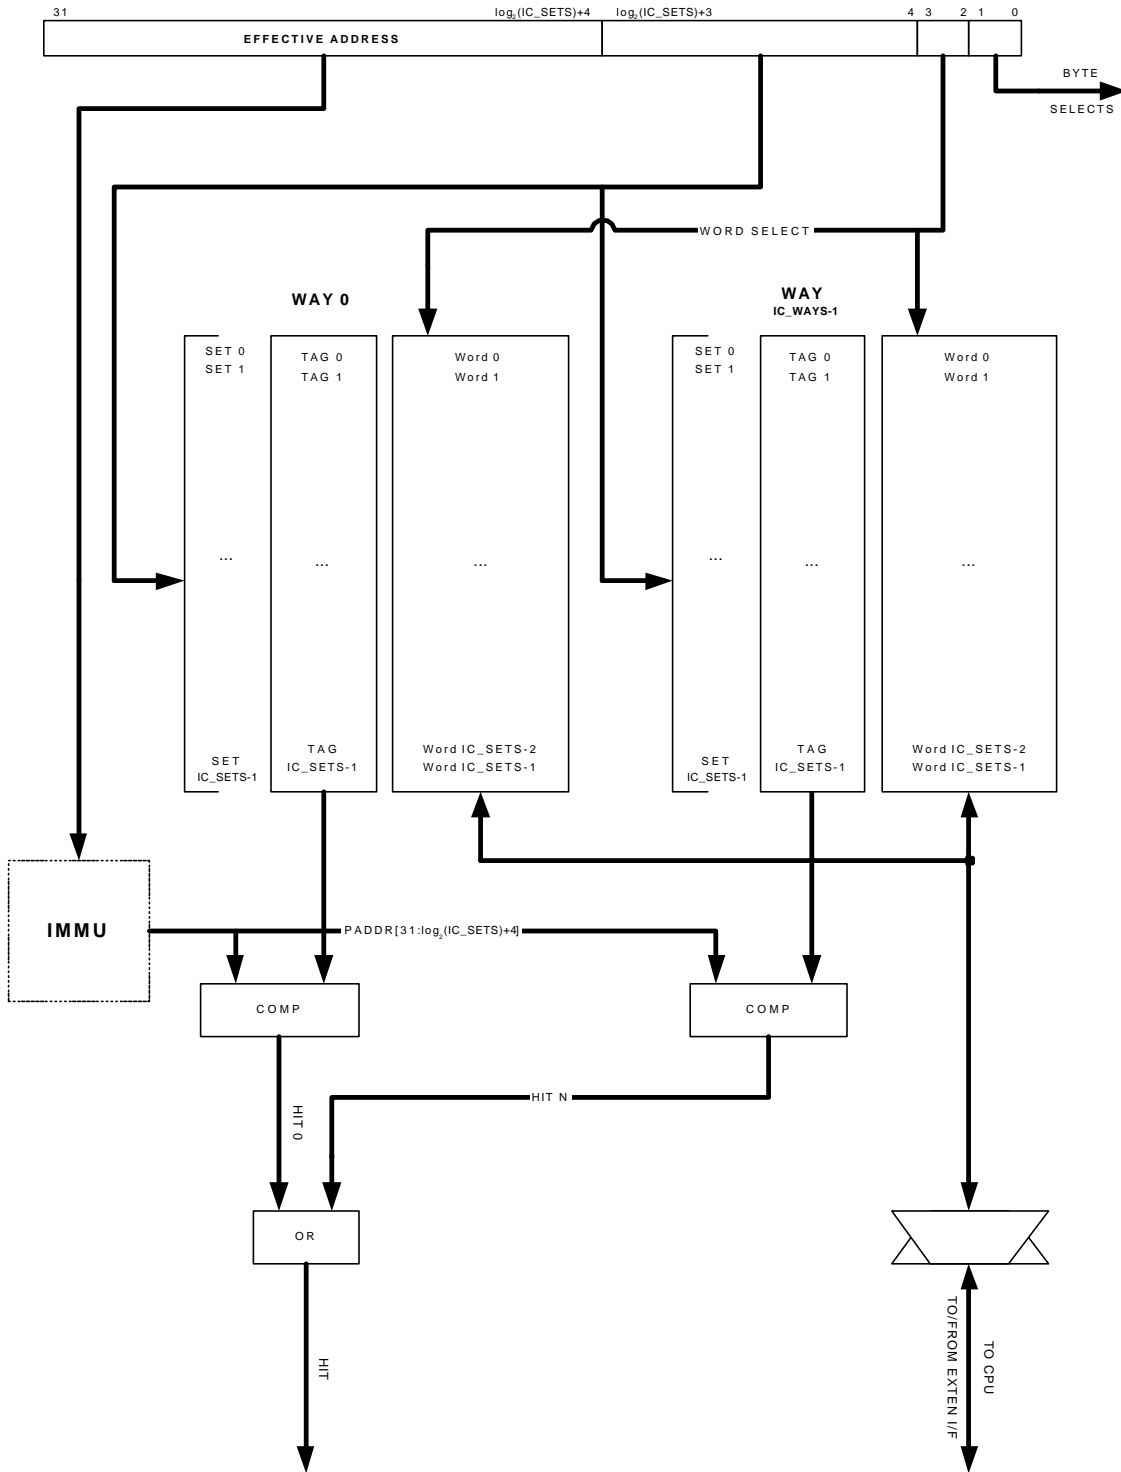 31 log₂(IC_SETS)+4 log₂(IC_SETS)+3 4 3 2 1 0
EFFECTIVE ADDRESS
BYTE
SELECTS
WORD SELECT
WAY 0
WAY
IC_WAYS-1
SET 0
SET 1
...
SET
IC_SETS-1
TAG 0
TAG 1
...
TAG
IC_SETS-1
Word 0
Word 1
...
Word IC_SETS-2
Word IC_SETS-1
SET 0
SET 1
...
SET
IC_SETS-1
TAG 0
TAG 1
...
TAG
IC_SETS-1
Word 0
Word 1
...
Word IC_SETS-2
Word IC_SETS-1
IMMU
PADDR[31:log₂(IC_SETS)+4]
COMP
COMP
HIT 0
HIT N
OR
HIT
TO/FROM EXTEN I/F
TO CPU